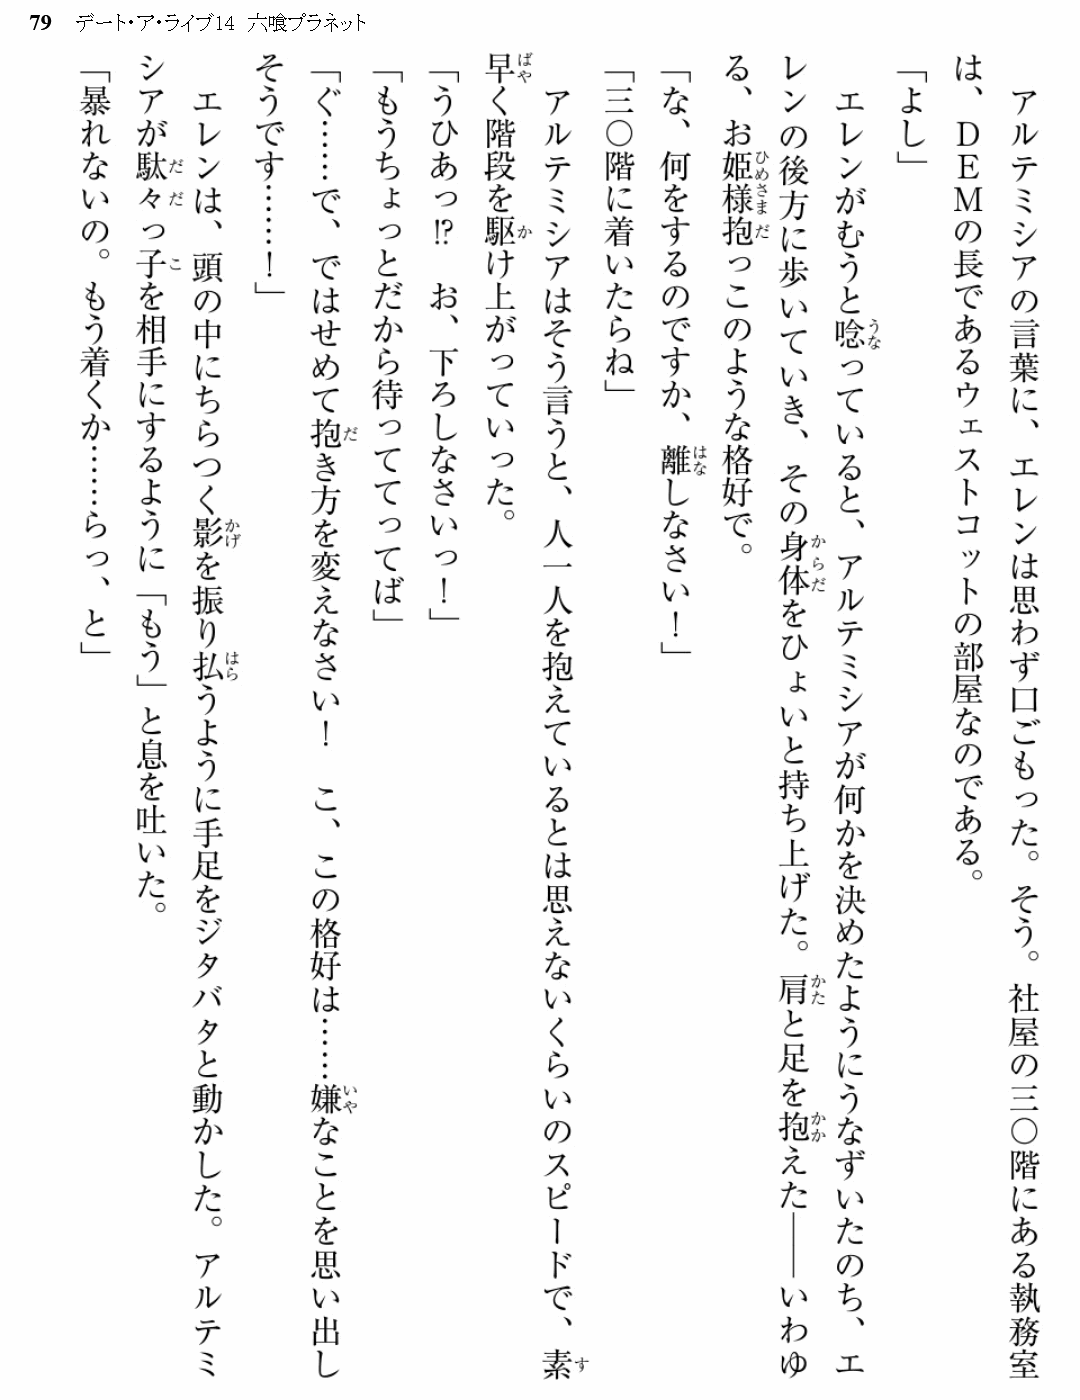 79 デート・ア・ライブ14 六喰プラネット
　アルテミシアの言葉に、エレンは思わず口ごもった。そう。社屋の三〇階にある執務室
は、ＤＥＭの長であるウェストコットの部屋なのである。
「よし」
　エレンがむうと唸っていると、アルテミシアが何かを決めたようにうなずいたのち、エ
レンの後方に歩いていき、その身体をひょいと持ち上げた。肩と足を抱えた――いわゆ
る、お姫様抱っこのような格好で。
「な、何をするのですか、離しなさい！」
「三〇階に着いたらね」
　アルテミシアはそう言うと、人一人を抱えているとは思えないくらいのスピードで、素
早く階段を駆け上がっていった。
「うひあっ⁉　お、下ろしなさいっ！」
「もうちょっとだから待っててってば」
「ぐ……で、ではせめて抱き方を変えなさい！　こ、この格好は……嫌なことを思い出し
そうです……！」
　エレンは、頭の中にちらつく影を振り払うように手足をジタバタと動かした。アルテミ
シアが駄々っ子を相手にするように「もう」と息を吐いた。
「暴れないの。もう着くか……らっ、と」